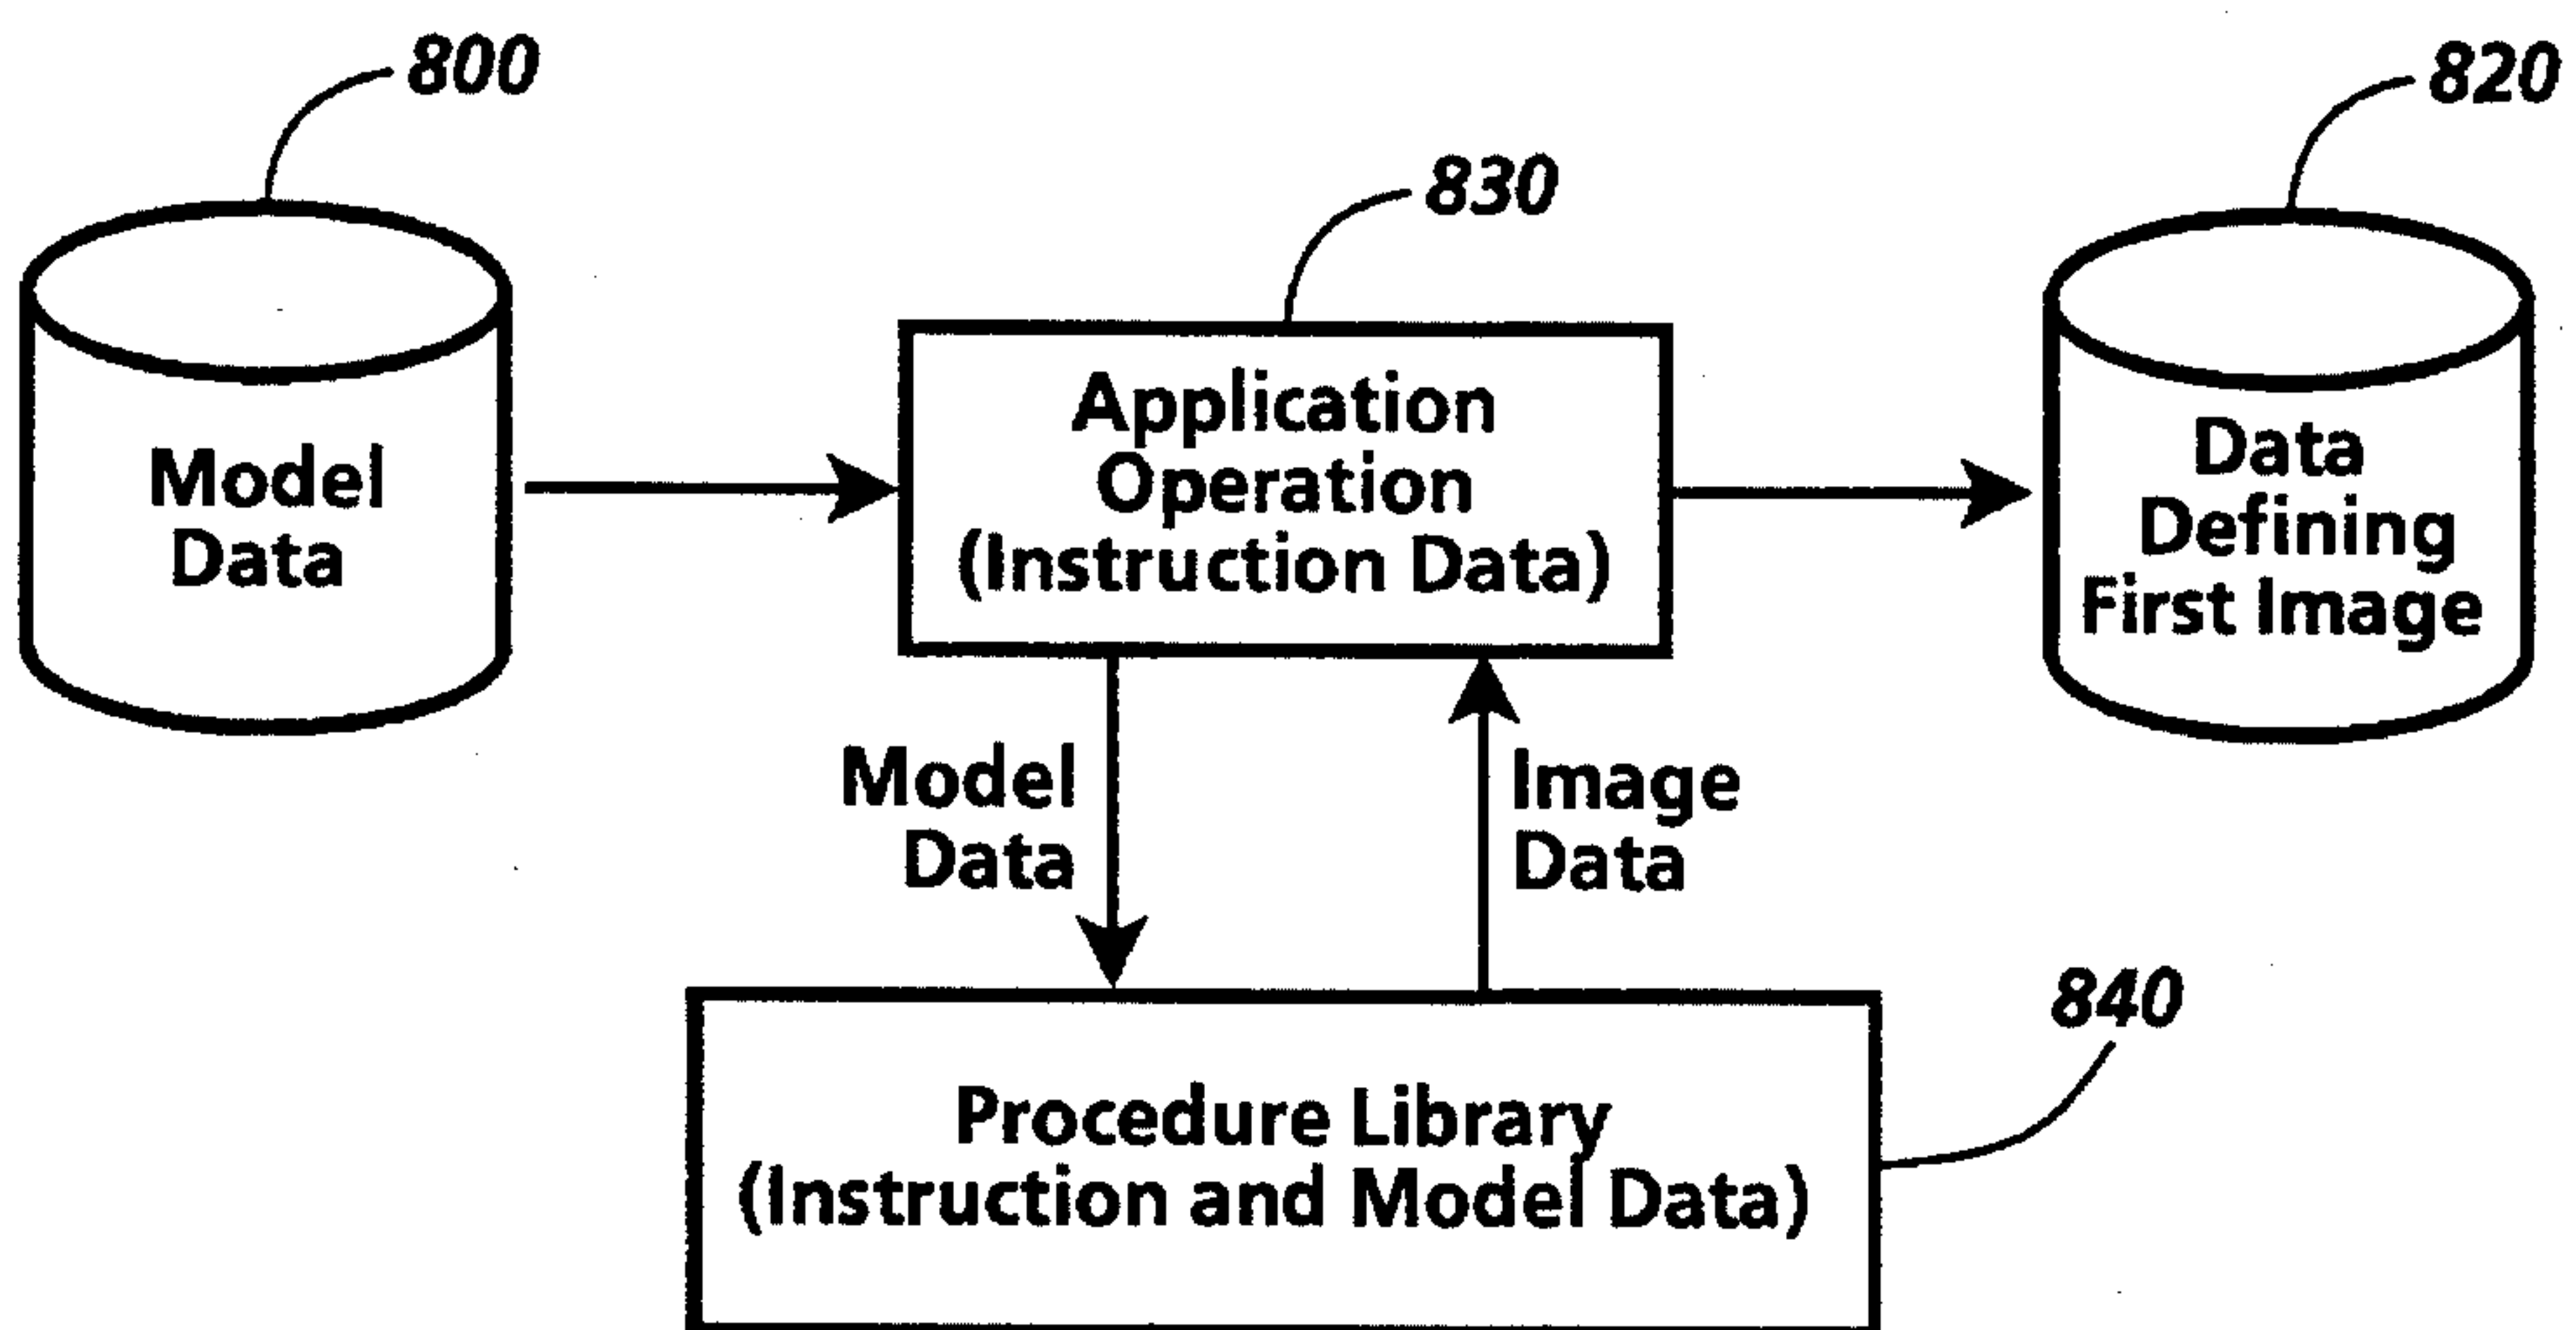 800
820
830
Model
Data
Application
Operation
(Instruction Data)
Data
Defining
First Image
Model
Data
Image
Data
840
Procedure Library
(Instruction and Model Data)